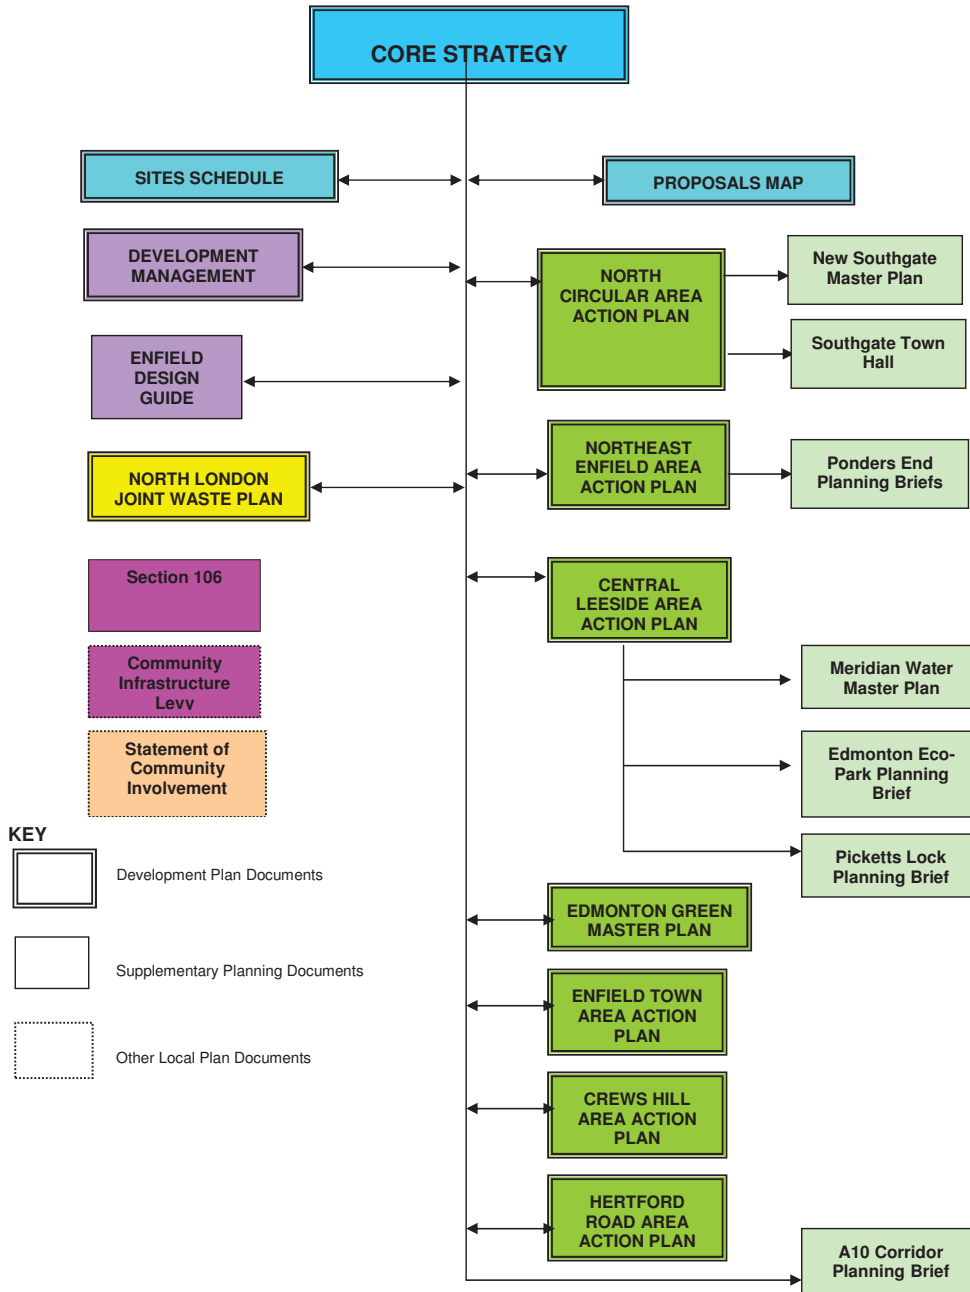 CORE STRATEGY
SITES SCHEDULE
PROPOSALS MAP
DEVELOPMENT
MANAGEMENT
NORTH
CIRCULAR AREA
ACTION PLAN
New Southgate
Master Plan
Southgate Town
Hall
ENFIELD
DESIGN
GUIDE
NORTHEAST
ENFIELD AREA
ACTION PLAN
Ponders End
Planning Briefs
NORTH LONDON
JOINT WASTE PLAN
Section 106
CENTRAL
LEESIDE AREA
ACTION PLAN
Community
Infrastructure
Levy
Meridian Water
Master Plan
Statement of
Community
Involvement
Edmonton Eco-
Park Planning
Brief
Picketts Lock
Planning Brief
KEY
Development Plan Documents
Supplementary Planning Documents
Other Local Plan Documents
EDMONTON GREEN
MASTER PLAN
ENFIELD TOWN
AREA ACTION
PLAN
CREWS HILL
AREA ACTION
PLAN
HERTFORD
ROAD AREA
ACTION PLAN
A10 Corridor
Planning Brief